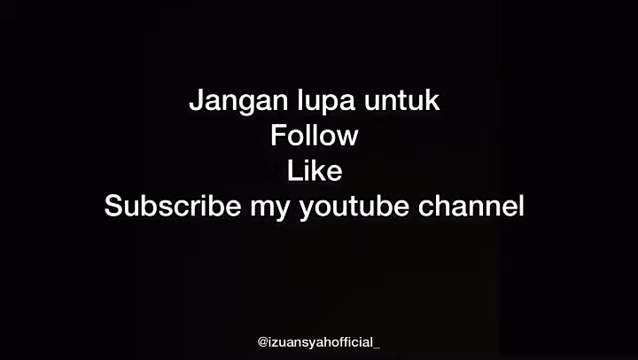 Jangan lupa untuk
Follow
Like
Subscribe my youtube channel
@izuansyahofficial_